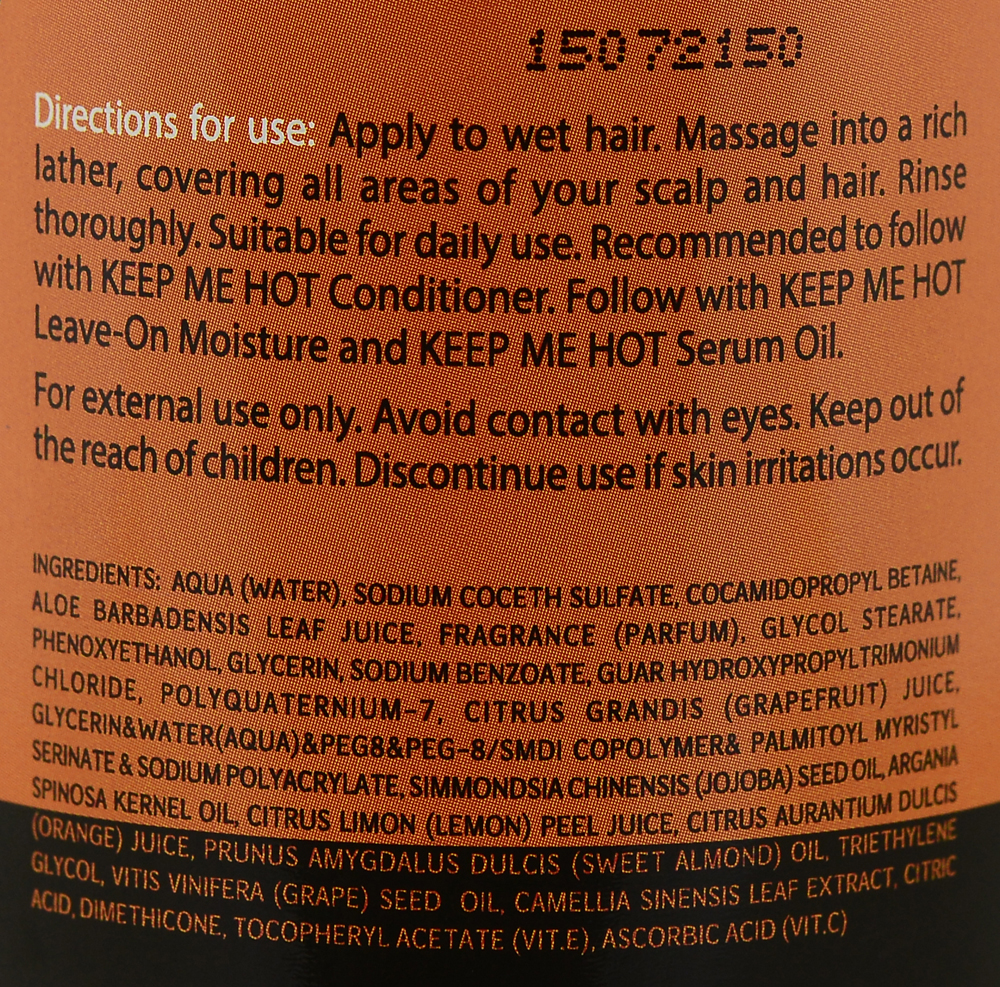 15072150
Directions for use: Apply to wet hair. Massage into a rich
lather, covering all areas of your scalp and hair. Rinse
thoroughly. Suitable for daily use. Recommended to follow
with KEEP ME HOT Conditioner. Follow with KEEP ME HOT
Leave-On Moisture and KEEP ME HOT Serum Oil.
For external use only. Avoid contact with eyes. Keep out of
the reach of children. Discontinue use if skin irritations occur.
INGREDIENTS: AQUA (WATER), SODIUM COCETH SULFATE, COCAMIDOPROPYL BETAINE,
ALOE BARBADENSIS LEAF JUICE, FRAGRANCE (PARFUM), GLYCOL STEARATE,
PHENOXYETHANOL, GLYCERIN, SODIUM BENZOATE, GUAR HYDROXYPROPYLTRIMONIUM
CHLORIDE, POLYQUATERNIUM-7, CITRUS GRANDIS (GRAPEFRUIT) JUICE,
GLYCERIN&WATER(AQUA)&PEG8&PEG-8/SMDI COPOLYMER& PALMITOYL MYRISTYL
SERINATE & SODIUM POLYACRYLATE, SIMMONDSIA CHINENSIS (JOJOBA) SEED OIL, ARGANIA
SPINOSA KERNEL OIL, CITRUS LIMON (LEMON) PEEL JUICE, CITRUS AURANTIUM DULCIS
(ORANGE) JUICE, PRUNUS AMYGDALUS DULCIS (SWEET ALMOND) OIL, TRIETHYLENE
GLYCOL, VITIS VINIFERA (GRAPE) SEED OIL, CAMELLIA SINENSIS LEAF EXTRACT, CITRIC
ACID, DIMETHICONE, TOCOPHERYL ACETATE (VIT.E), ASCORBIC ACID (VIT.C)